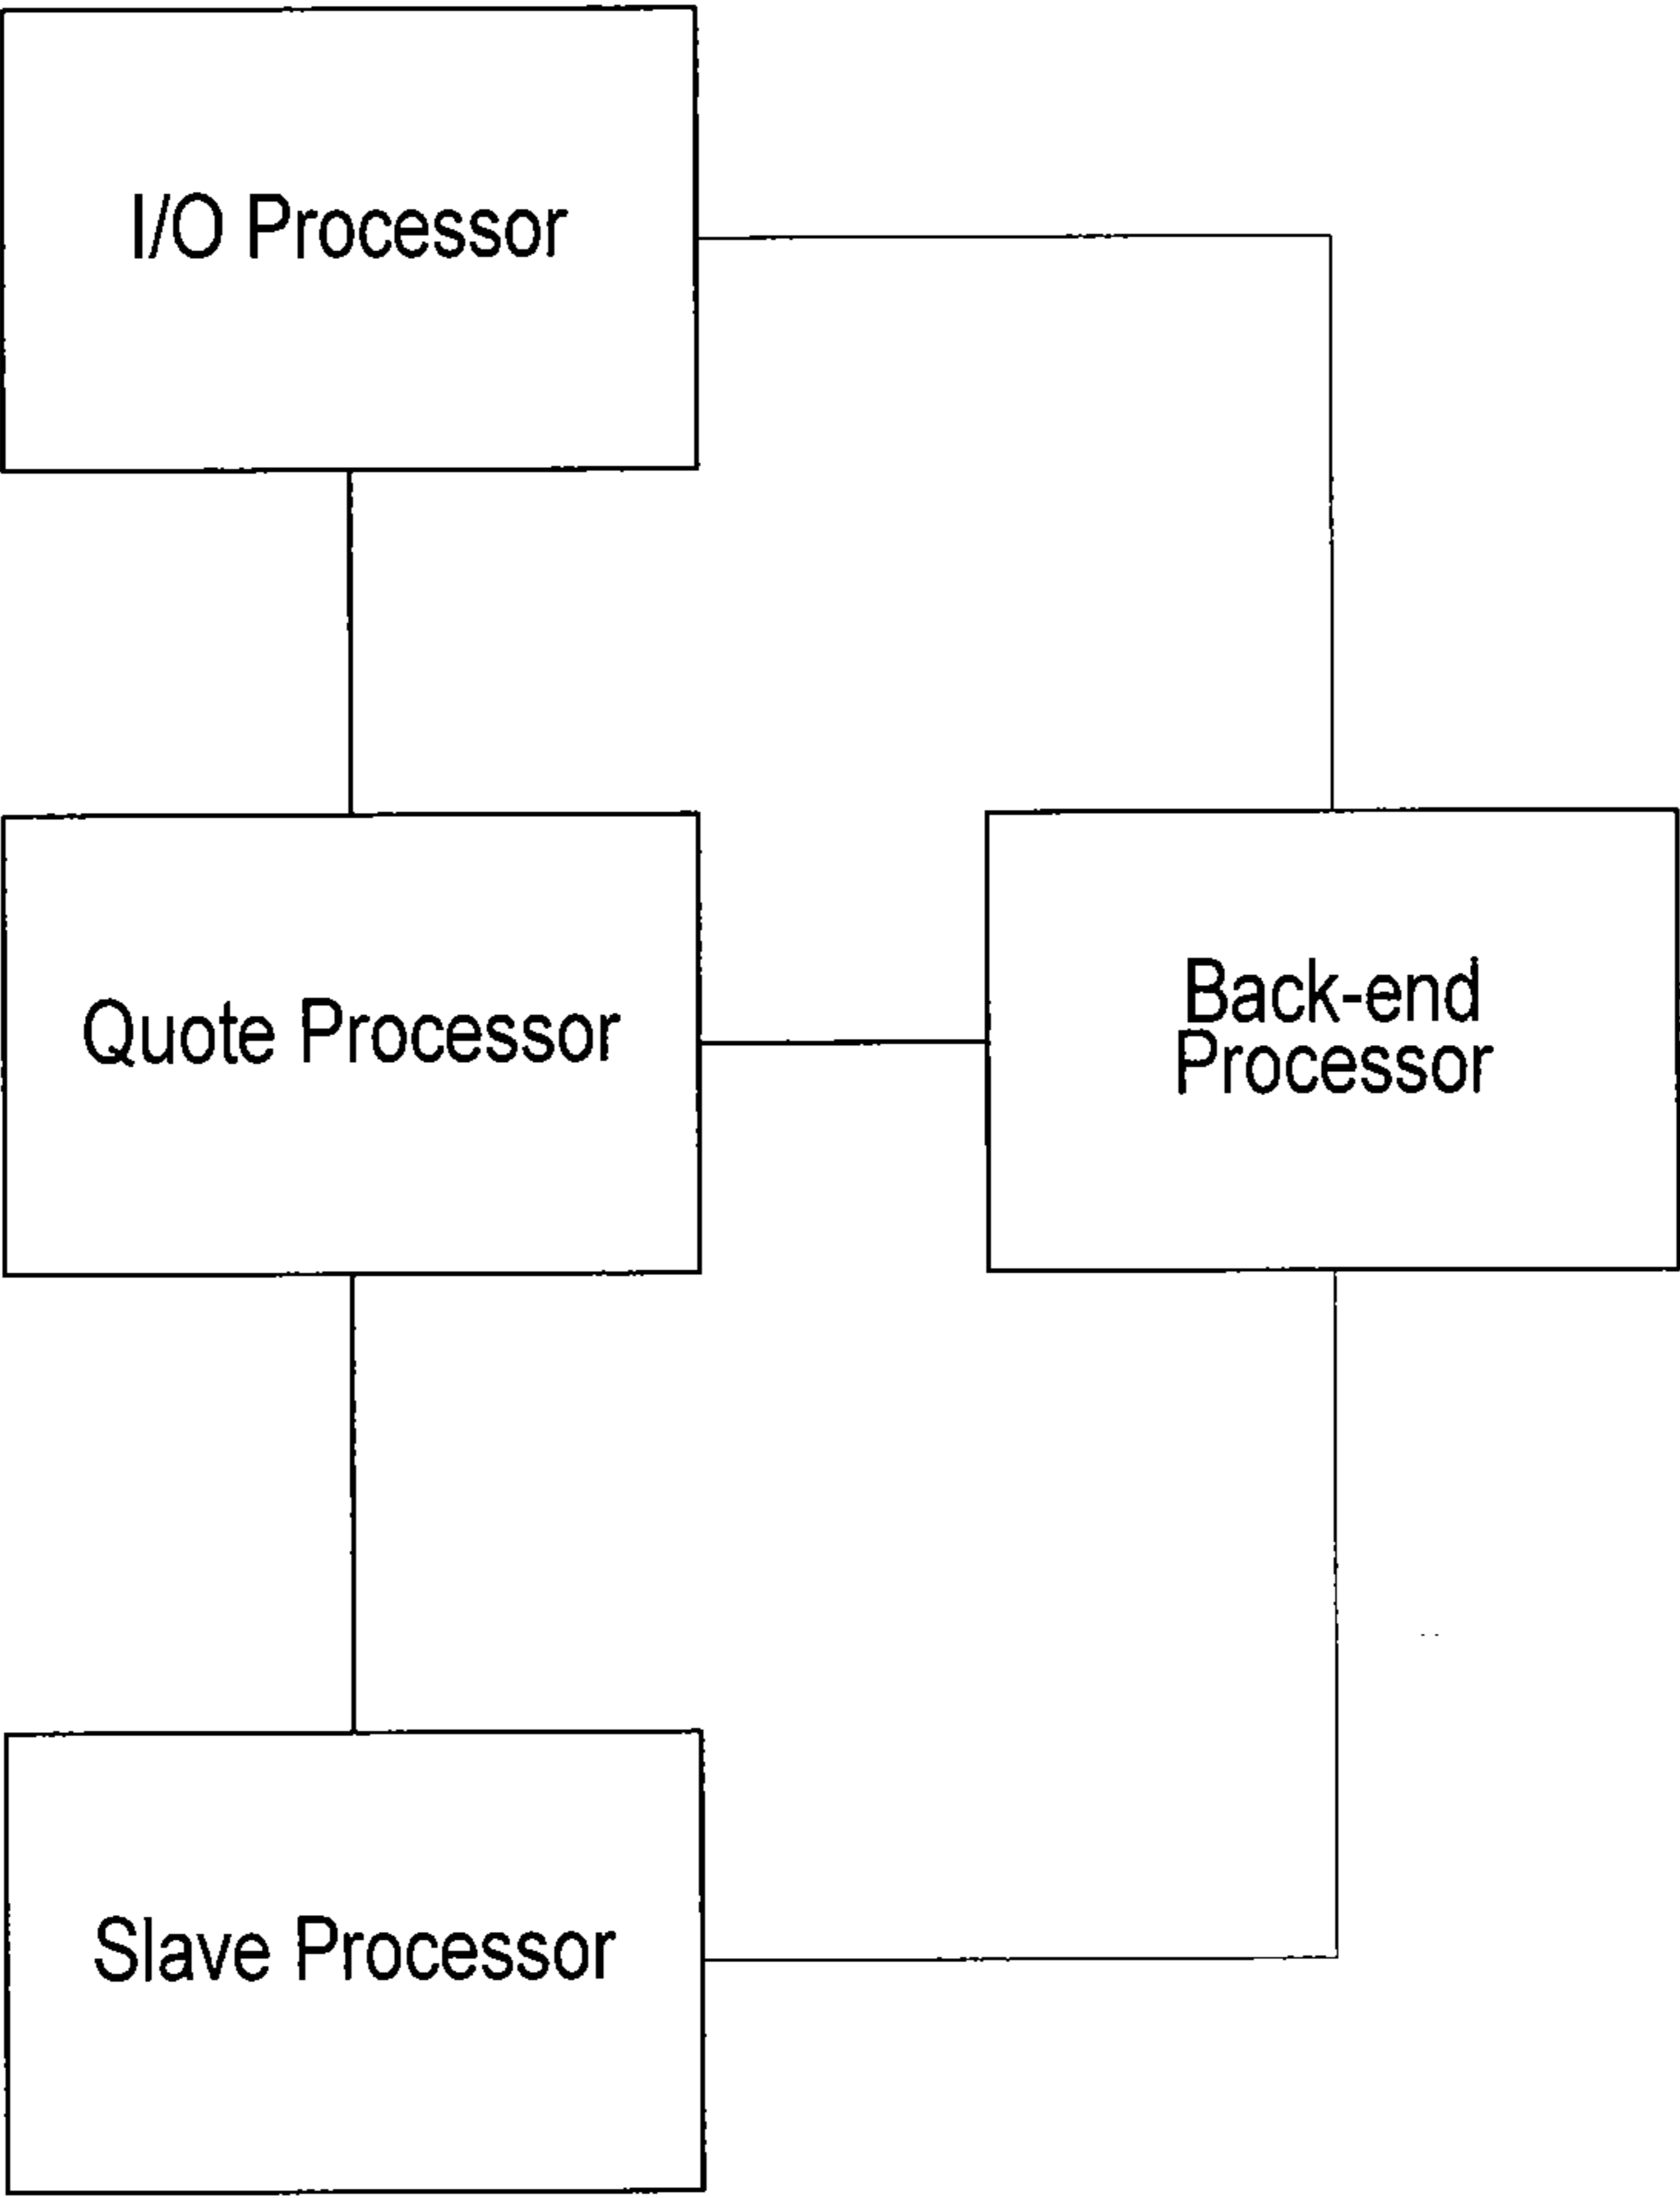 I/O Processor
Quote Processor
Back-end
Processor
Slave Processor